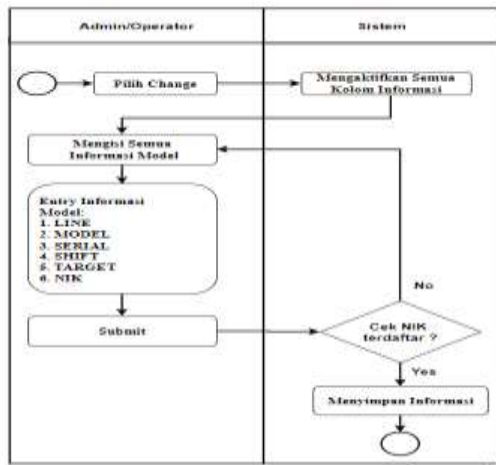 Admin/Operator
Sistem
Pilih Change
Mengaktifkan Semua
Kolom Informasi
Mengisi Semua
Informasi Model
Entry Informasi
Model:
1. LINE
2. MODEL
3. SERIAL
4. SHIFT
5. TARGET
6. NIK
Submit
No
Cek NIK
terdaftar ?
Yes
Menyimpan Informasi